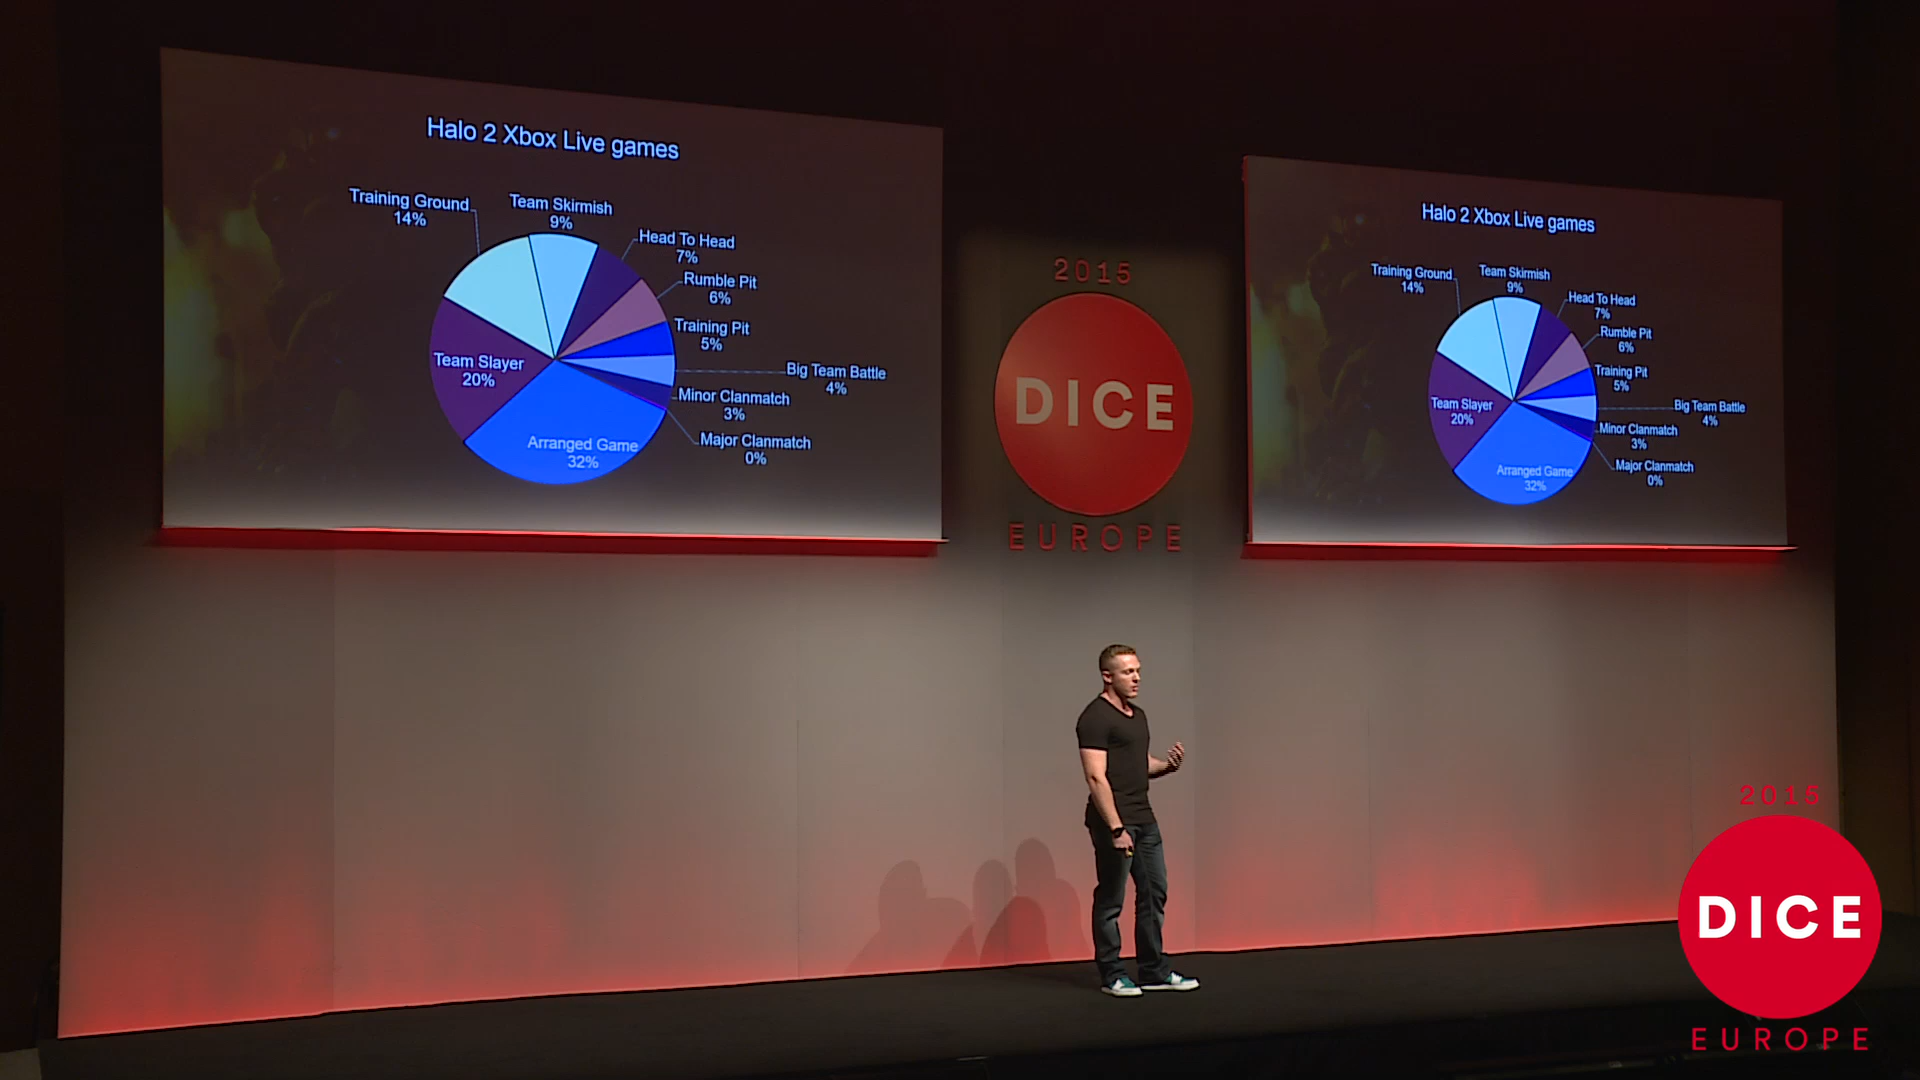 Halo 2 Xbox Live games
Training Ground
14%
Team Skirmish
9%
Head To Head
7%
Rumble Pit
6%
Training Pit
5%
Big Team Battle
4%
Minor Clanmatch
3%
Major Clanmatch
0%
Arranged Game
32%
Team Slayer
20%
2015
DICE
EUROPE
Halo 2 Xbox Live games
Training Ground
14%
Team Skirmish
9%
Head To Head
7%
Rumble Pit
6%
Training Pit
5%
Big Team Battle
4%
Minor Clanmatch
3%
Major Clanmatch
0%
Arranged Game
32%
Team Slayer
20%
2015
DICE
EUROPE